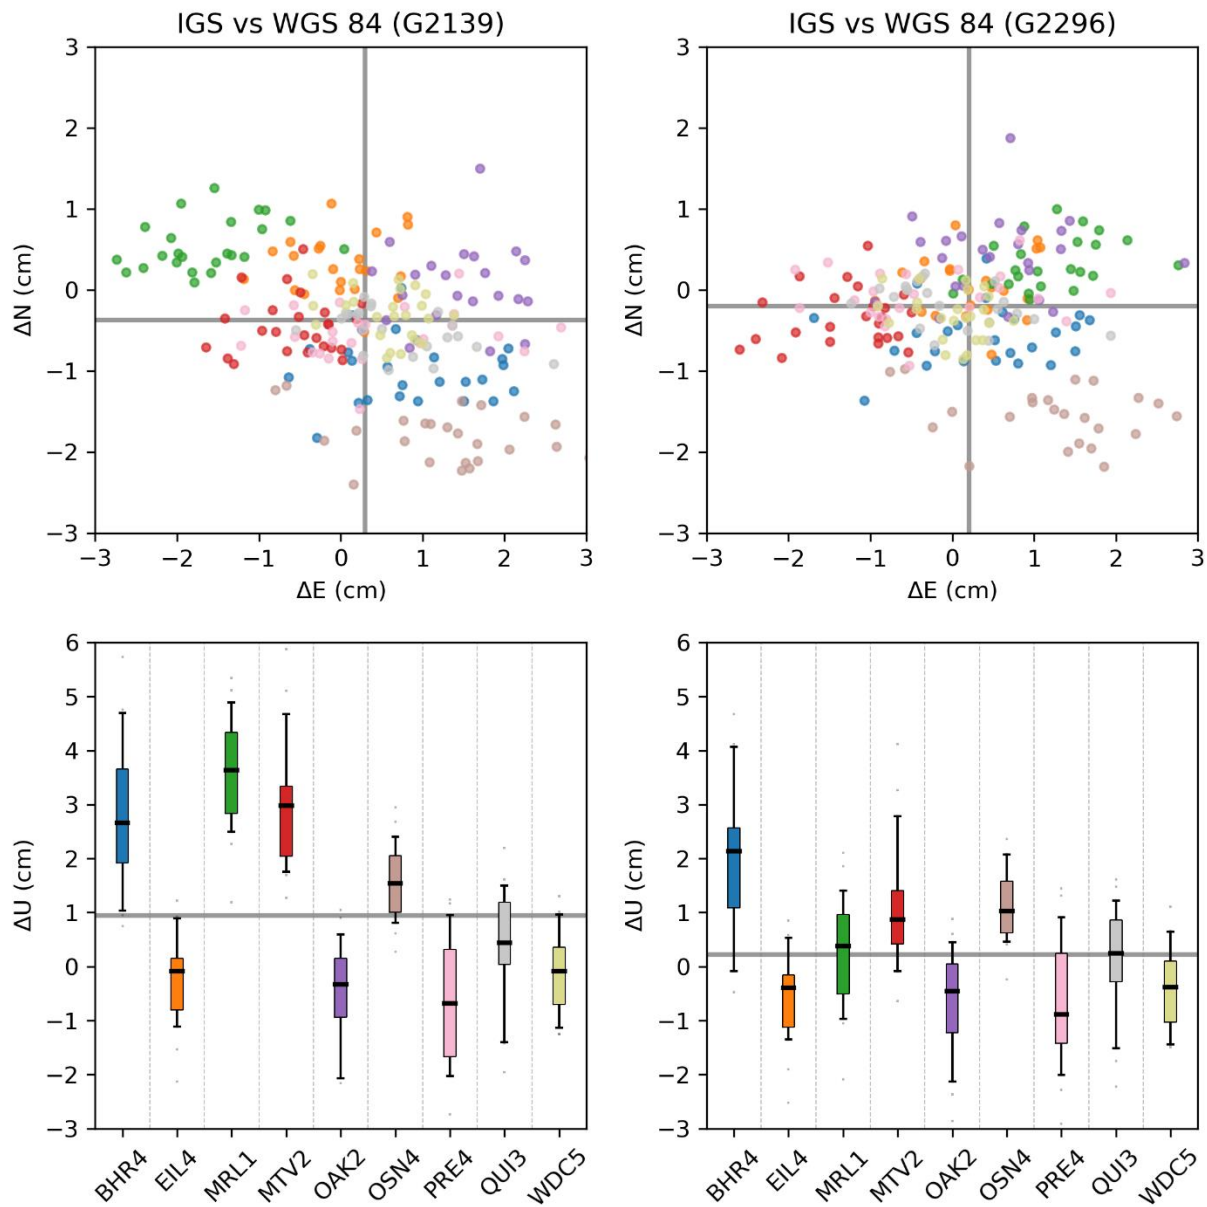 IGS vs WGS 84 (G2139)
3
2
1
0
−1
−2
−3
ΔN (cm)
−3 −2 −1 0 1 2 3
ΔE (cm)
IGS vs WGS 84 (G2296)
3
2
1
0
−1
−2
−3
ΔN (cm)
−3 −2 −1 0 1 2 3
ΔE (cm)
6
5
4
3
2
1
0
−1
−2
−3
ΔU (cm)
BHR4 EIL4 MRL1 MTV2 OAK2 OSN4 PRE4 QUI3 WDC5
6
5
4
3
2
1
0
−1
−2
−3
ΔU (cm)
BHR4 EIL4 MRL1 MTV2 OAK2 OSN4 PRE4 QUI3 WDC5